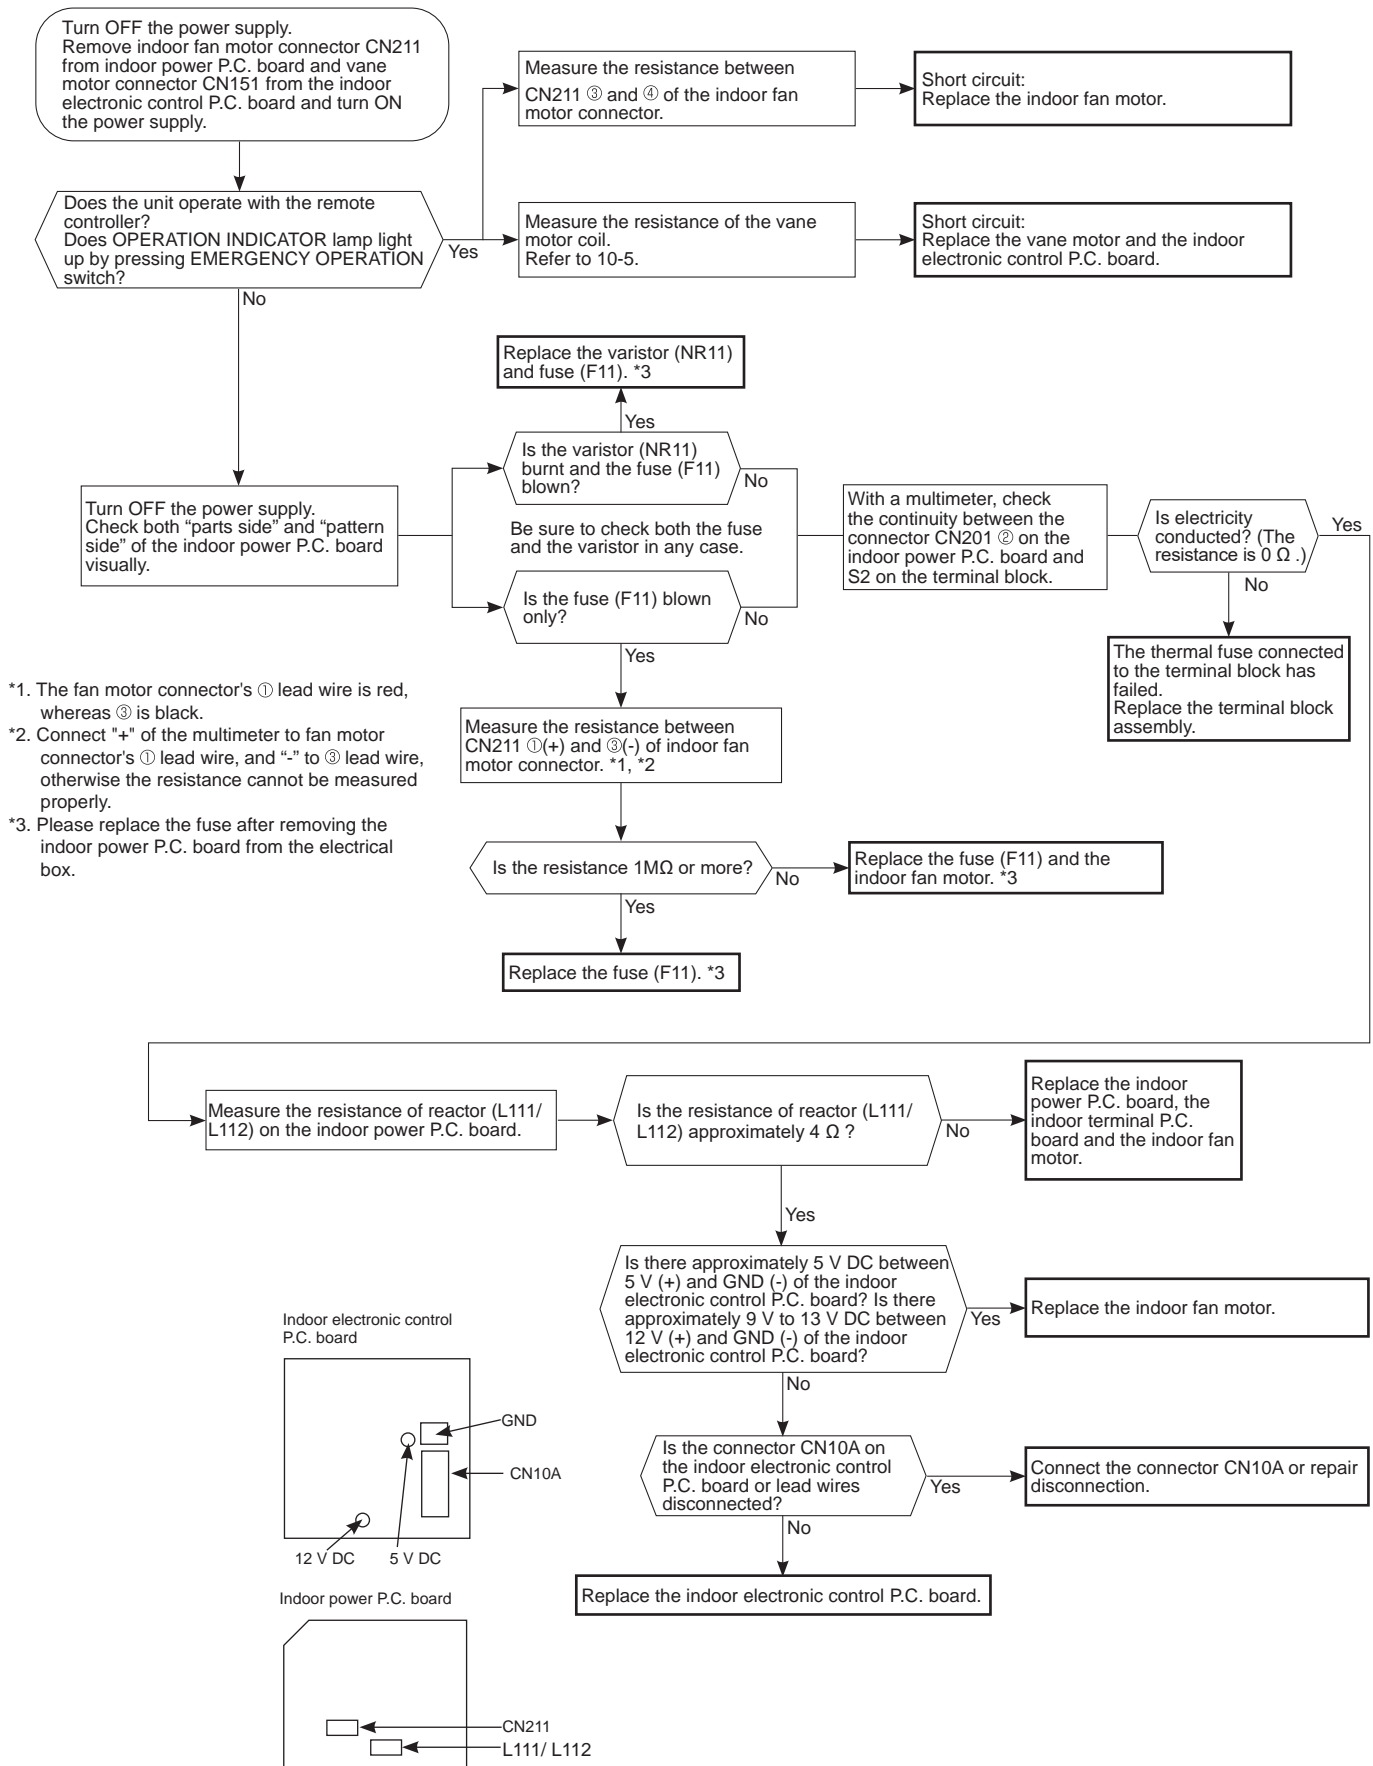 Turn OFF the power supply.
Remove indoor fan motor connector CN211
from indoor power P.C. board and vane
motor connector CN151 from the indoor
electronic control P.C. board and turn ON
the power supply.
Measure the resistance between
CN211 ③ and ④ of the indoor fan
motor connector.
Short circuit:
Replace the indoor fan motor.
Does the unit operate with the remote
controller?
Does OPERATION INDICATOR lamp light
up by pressing EMERGENCY OPERATION
switch?
Yes
Measure the resistance of the vane
motor coil.
Refer to 10-5.
Short circuit:
Replace the vane motor and the indoor
electronic control P.C. board.
No
Replace the varistor (NR11)
and fuse (F11). *3
Yes
Is the varistor (NR11)
burnt and the fuse (F11)
blown?
No
Turn OFF the power supply.
Check both “parts side” and “pattern
side” of the indoor power P.C. board
visually.
Be sure to check both the fuse
and the varistor in any case.
With a multimeter, check
the continuity between the
connector CN201 ② on the
indoor power P.C. board and
S2 on the terminal block.
Is electricity
conducted? (The
resistance is 0 Ω .)
Yes
No
Is the fuse (F11) blown
only?
No
Yes
The thermal fuse connected
to the terminal block has
failed.
Replace the terminal block
assembly.
*1. The fan motor connector's ① lead wire is red,
whereas ③ is black.
*2. Connect "+" of the multimeter to fan motor
connector's ① lead wire, and “-” to ③ lead wire,
otherwise the resistance cannot be measured
properly.
*3. Please replace the fuse after removing the
indoor power P.C. board from the electrical
box.
Measure the resistance between
CN211 ①(+) and ③(-) of indoor fan
motor connector. *1, *2
Is the resistance 1MΩ or more?
No
Replace the fuse (F11) and the
indoor fan motor. *3
Yes
Replace the fuse (F11). *3
Measure the resistance of reactor (L111/
L112) on the indoor power P.C. board.
Is the resistance of reactor (L111/
L112) approximately 4 Ω ?
No
Replace the indoor
power P.C. board, the
indoor terminal P.C.
board and the indoor fan
motor.
Yes
Is there approximately 5 V DC between
5 V (+) and GND (-) of the indoor
electronic control P.C. board? Is there
approximately 9 V to 13 V DC between
12 V (+) and GND (-) of the indoor
electronic control P.C. board?
Yes
Replace the indoor fan motor.
No
Is the connector CN10A on
the indoor electronic control
P.C. board or lead wires
disconnected?
Yes
Connect the connector CN10A or repair
disconnection.
No
Replace the indoor electronic control P.C. board.
Indoor electronic control
P.C. board
GND
CN10A
12 V DC
5 V DC
Indoor power P.C. board
CN211
L111/ L112